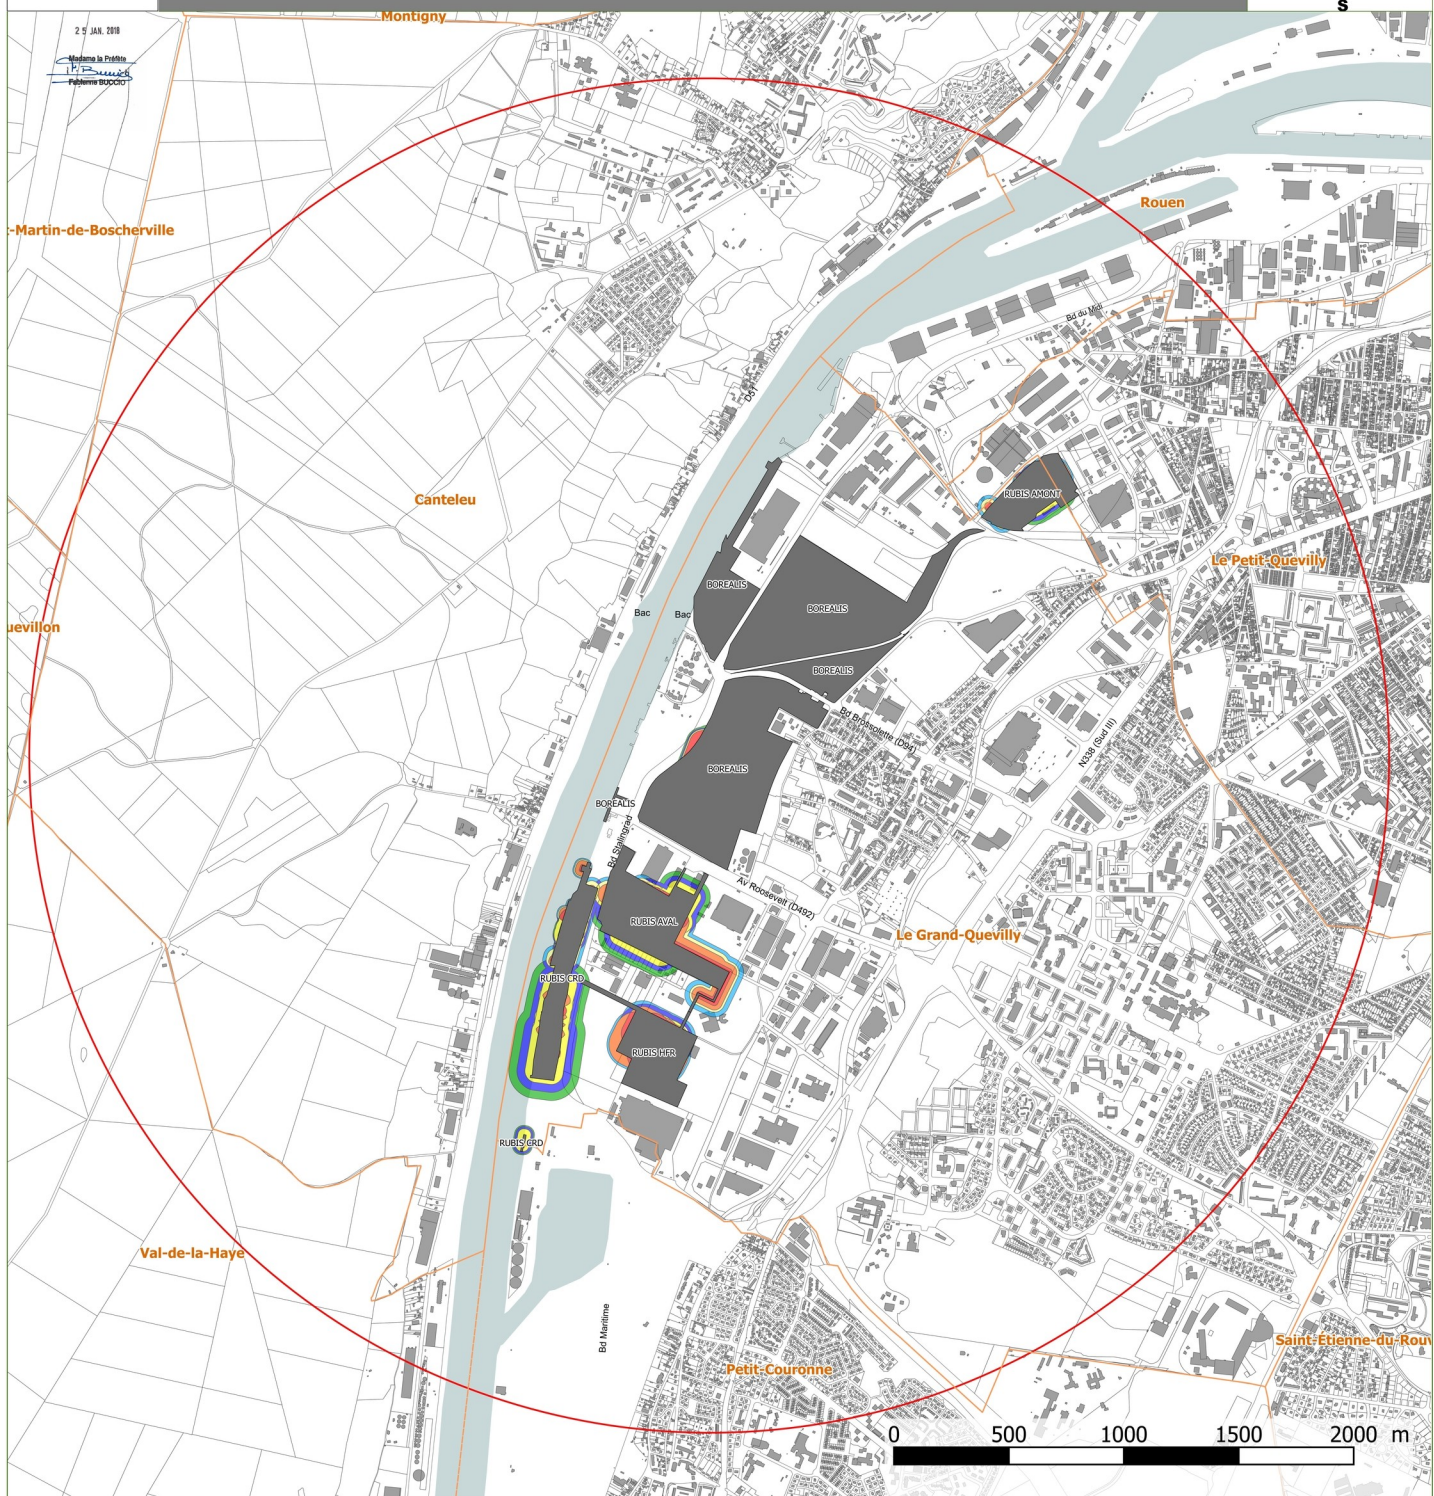 s
Montigny
2 5 JAN. 2018
Madame la Préfète
Fabienne BUCCIO
Rouen
t-Martin-de-Boscherville
Bd du Midi
D51
Canteleu
RUBIS AMONT
Le Petit-Quevilly
BOREALIS
BOREALIS
Bac
Bac
uevillon
BOREALIS
Bd Brossolette (D94)
N338 (Sud III)
BOREALIS
BOREALIS
Bd Stalingrad
Av Roosevelt (D492)
RUBIS AVAL
Le Grand-Quevilly
RUBIS CRD
RUBIS HFR
RUBIS CRD
Val-de-la-Haye
Bd Maritime
Saint-Etienne-du-Rouv
Petit-Couronne
0 500 1000 1500 2000 m